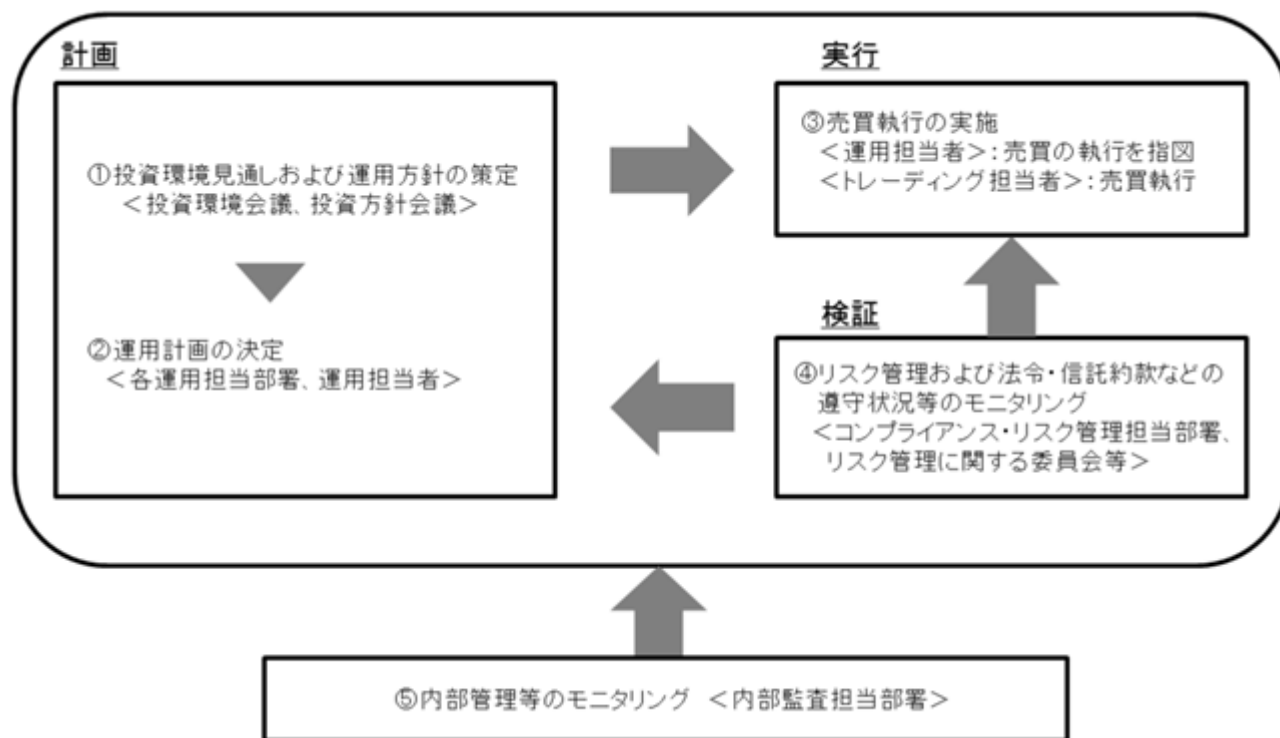 計画
①投資環境見通しおよび運用方針の策定
＜投資環境会議、投資方針会議＞
②運用計画の決定
＜各運用担当部署、運用担当者＞
実行
③売買執行の実施
＜運用担当者＞：売買の執行を指図
＜トレーディング担当者＞：売買執行
検証
④リスク管理および法令・信託約款などの
遵守状況等のモニタリング
＜コンプライアンス・リスク管理担当部署、
リスク管理に関する委員会等＞
⑤内部管理等のモニタリング ＜内部監査担当部署＞